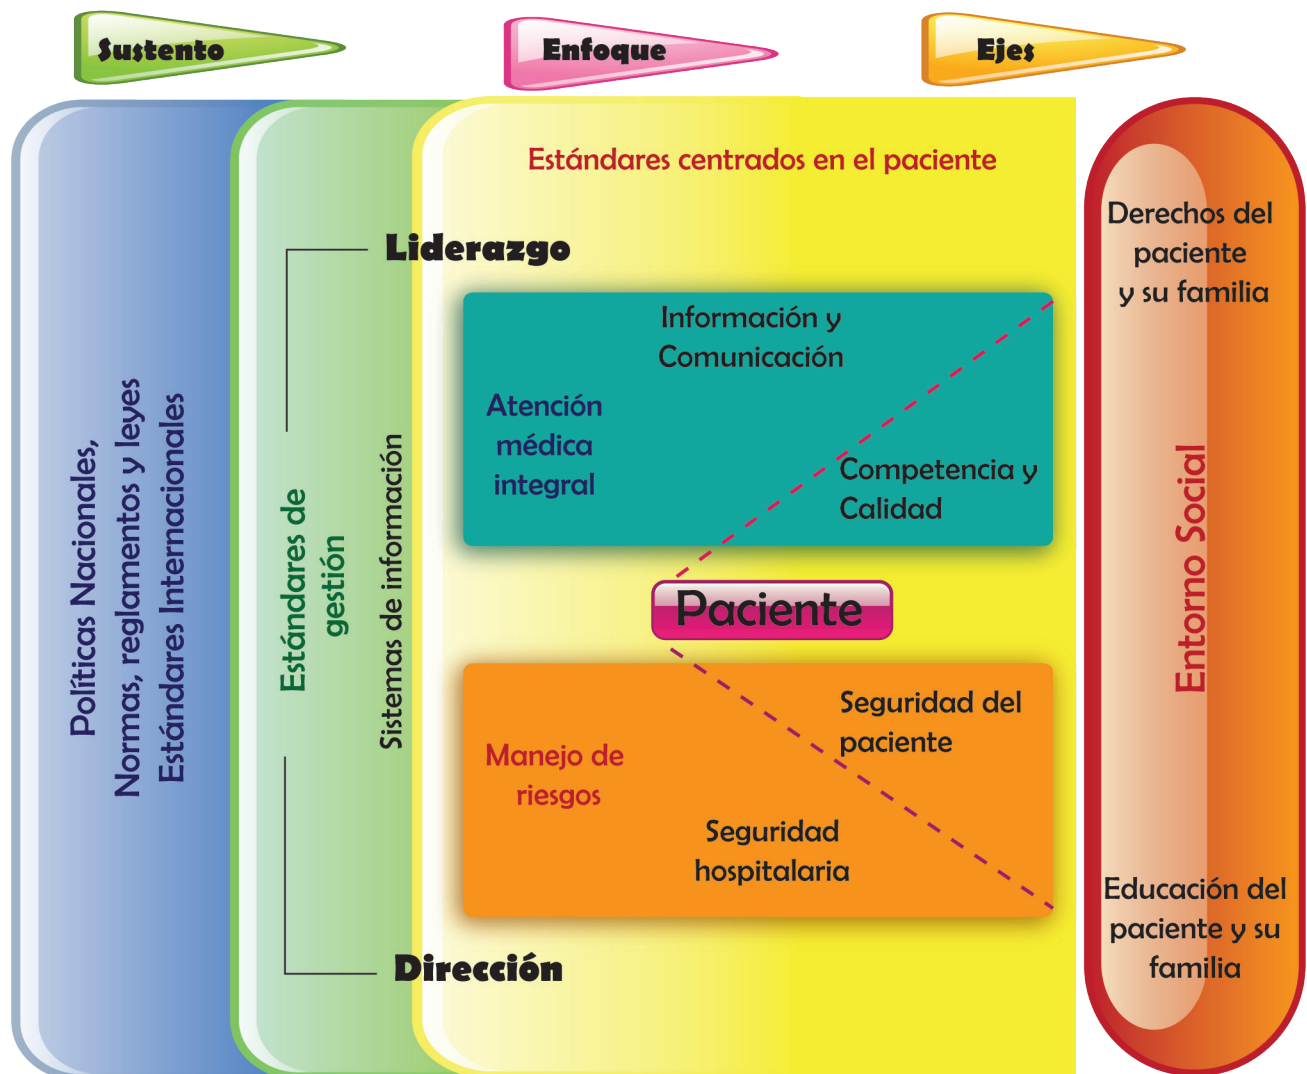 Sustento
Enfoque
Ejes
Políticas Nacionales,
Normas, reglamentos y leyes
Estándares Internacionales
Estándares de
gestión
Sistemas de información
Estándares centrados en el paciente
Liderazgo
Información y
Comunicación
Atención
médica
integral
Competencia y
Calidad
Paciente
Seguridad del
paciente
Manejo de
riesgos
Seguridad
hospitalaria
Dirección
Derechos del
paciente
y su familia
Entorno Social
Educación del
paciente y su
familia